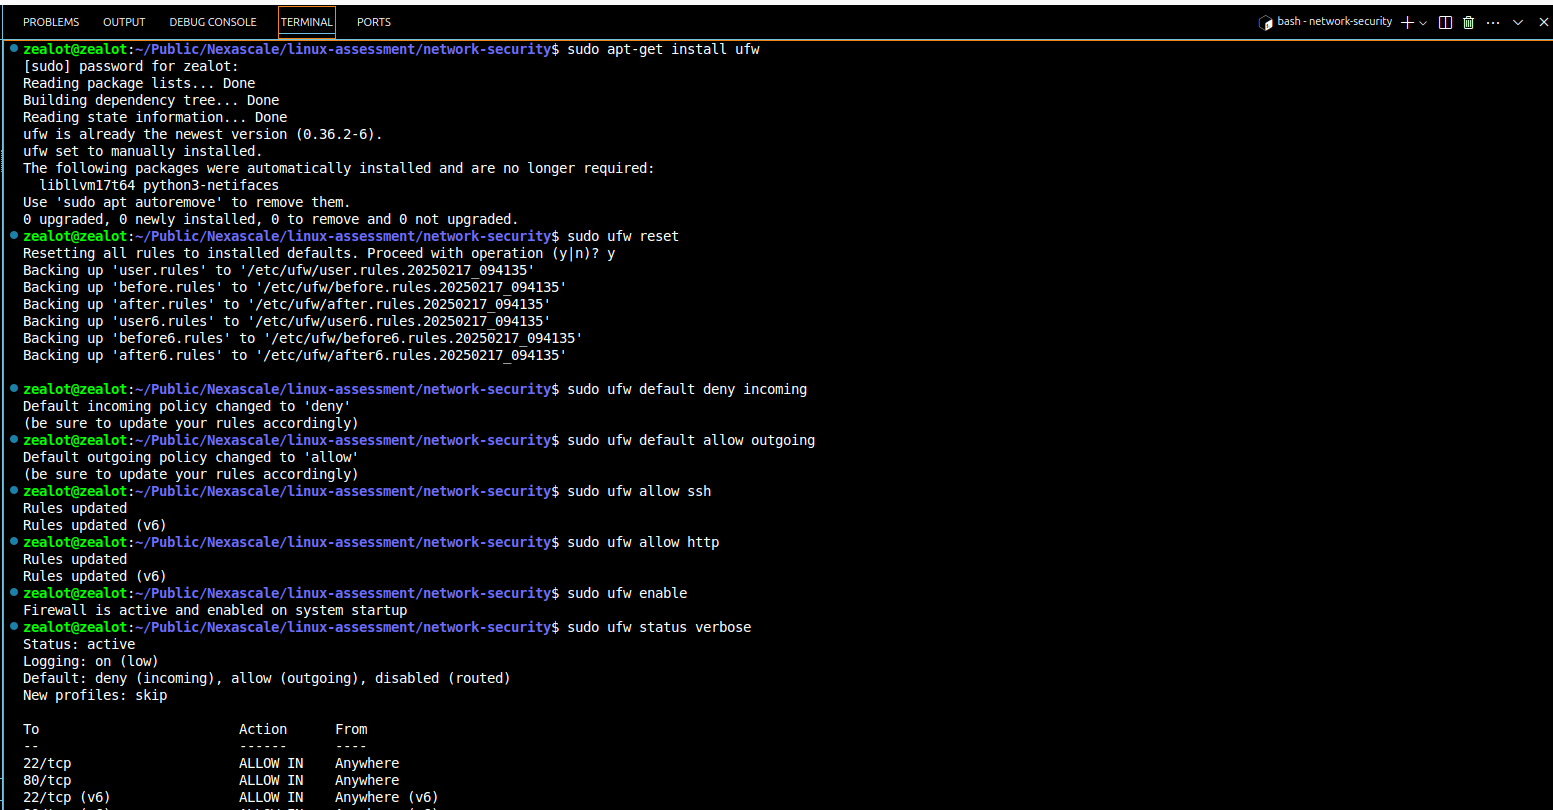 PROBLEMS OUTPUT DEBUG CONSOLE TERMINAL PORTS bash - network-security
zealot@zealot:~/Public/Nexascale/linux-assessment/network-security$ sudo apt-get install ufw
[sudo] password for zealot:
Reading package lists... Done
Building dependency tree... Done
Reading state information... Done
ufw is already the newest version (0.36.2-6).
ufw set to manually installed.
The following packages were automatically installed and are no longer required:
  libllvm17t64 python3-netifaces
Use 'sudo apt autoremove' to remove them.
0 upgraded, 0 newly installed, 0 to remove and 0 not upgraded.
zealot@zealot:~/Public/Nexascale/linux-assessment/network-security$ sudo ufw reset
Resetting all rules to installed defaults. Proceed with operation (y|n)? y
Backing up 'user.rules' to '/etc/ufw/user.rules.20250217_094135'
Backing up 'before.rules' to '/etc/ufw/before.rules.20250217_094135'
Backing up 'after.rules' to '/etc/ufw/after.rules.20250217_094135'
Backing up 'user6.rules' to '/etc/ufw/user6.rules.20250217_094135'
Backing up 'before6.rules' to '/etc/ufw/before6.rules.20250217_094135'
Backing up 'after6.rules' to '/etc/ufw/after6.rules.20250217_094135'
zealot@zealot:~/Public/Nexascale/linux-assessment/network-security$ sudo ufw default deny incoming
Default incoming policy changed to 'deny'
(be sure to update your rules accordingly)
zealot@zealot:~/Public/Nexascale/linux-assessment/network-security$ sudo ufw default allow outgoing
Default outgoing policy changed to 'allow'
(be sure to update your rules accordingly)
zealot@zealot:~/Public/Nexascale/linux-assessment/network-security$ sudo ufw allow ssh
Rules updated
Rules updated (v6)
zealot@zealot:~/Public/Nexascale/linux-assessment/network-security$ sudo ufw allow http
Rules updated
Rules updated (v6)
zealot@zealot:~/Public/Nexascale/linux-assessment/network-security$ sudo ufw enable
Firewall is active and enabled on system startup
zealot@zealot:~/Public/Nexascale/linux-assessment/network-security$ sudo ufw status verbose
Status: active
Logging: on (low)
Default: deny (incoming), allow (outgoing), disabled (routed)
New profiles: skip
To                         Action      From
--                         ------      ----
22/tcp                     ALLOW IN    Anywhere
80/tcp                     ALLOW IN    Anywhere
22/tcp (v6)                ALLOW IN    Anywhere (v6)